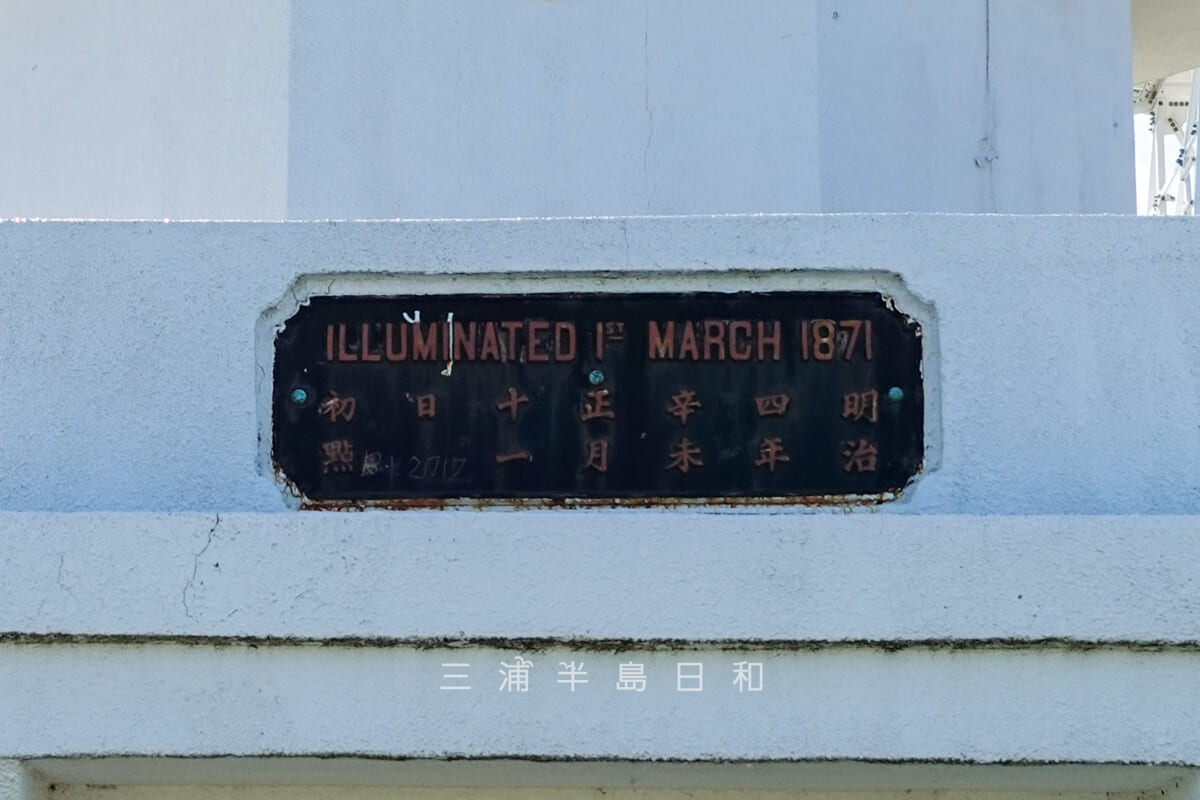 ILLUMINATED 1ST MARCH 1871
明治
四年
辛未
正月
十一
日
初點
2012
三浦半島日和